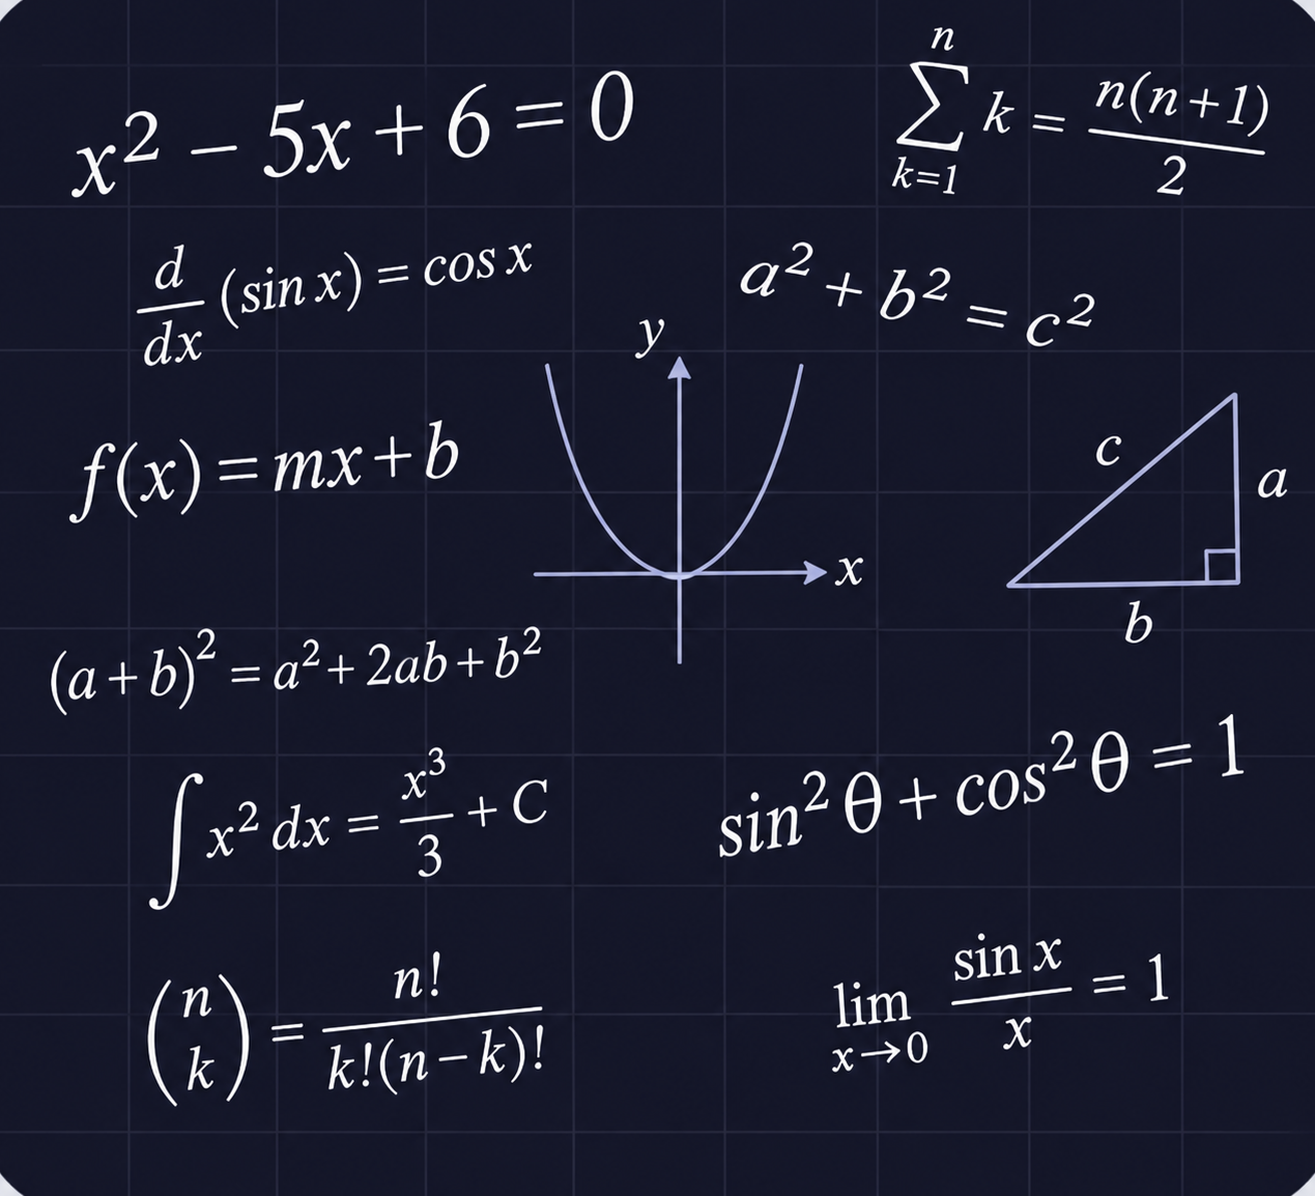 x² − 5x + 6 = 0
∑_{k=1}^{n} k = n(n+1)/2
d/dx (sin x) = cos x
a² + b² = c²
y
x
f(x) = mx + b
c
a
b
(a + b)² = a² + 2ab + b²
∫ x² dx = x³/3 + C
sin² θ + cos² θ = 1
(n k) = n!/k!(n−k)!
lim x→0 sin x/x = 1